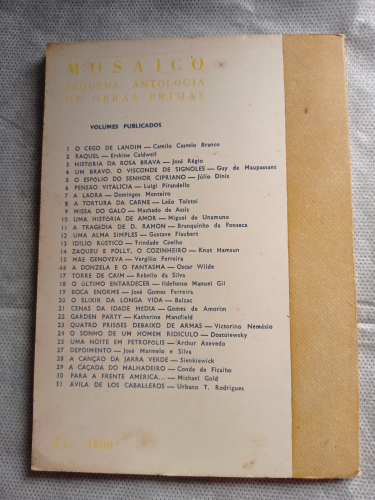 MOSAICO
PEQUENA ANTOLOGIA
DE OBRAS PRIMAS
VOLUMES PUBLICADOS
1 O CEGO DE LANDIM — Camilo Castelo Branco
2 RAQUEL — Erskine Caldwell
3 HISTÓRIA DA ROSA BRAVA — José Régio
4 UM BRAVO, O VISCONDE DE SIGNOLES — Guy de Maupassant
5 O ESPÓLIO DO SENHOR CIPRIANO — Júlio Dinis
6 PENSÃO VITALÍCIA — Luigi Pirandello
7 A LADRA — Domingos Monteiro
8 A TORTURA DA CARNE — Leão Tolstoi
9 MISSA DO GALO — Machado de Assis
10 UMA HISTÓRIA DE AMOR — Miguel de Unamuno
11 A TRAGÉDIA DE D. RAMON — Branquinho da Fonseca
12 UMA ALMA SIMPLES — Gustave Flaubert
13 IDÍLIO RÚSTICO — Trindade Coelho
14 ZAQUEU E POLLY, O COZINHEIRO — Knut Hamsun
15 MÃE GENOVEVA — Vergílio Ferreira
16 A DONZELA E O FANTASMA — Oscar Wilde
17 TORRE DE CAIM — Rebello da Silva
18 O ÚLTIMO ENTARDECER — Ildefonso Manuel Gil
19 BOCA ENORME — José Gomes Ferreira
20 O ELIXIR DA LONGA VIDA — Balzac
21 CENAS DA IDADE MEDIA — Gomes de Amorim
22 GARDEN PARTY — Katherine Mansfield
23 QUATRO PRISÕES DEBAIXO DE ARMAS — Victorino Nemésio
24 O SONHO DE UM HOMEM RIDÍCULO — Dostoiewsky
25 UMA NOITE EM PETRÓPOLIS — Arthur Azevedo
27 DEPOIMENTO — José Marmelo e Silva
28 A CANÇÃO DA JARRA VERDE — Sienkiewick
29 A CAÇADA DO MALHADEIRO — Conde de Ficalho
30 PARA A FRENTE AMERICA... — Michael Gold
31 ÁVILA DE LOS CABALLEROS — Urbano T. Rodrigues
Esc. 4$00